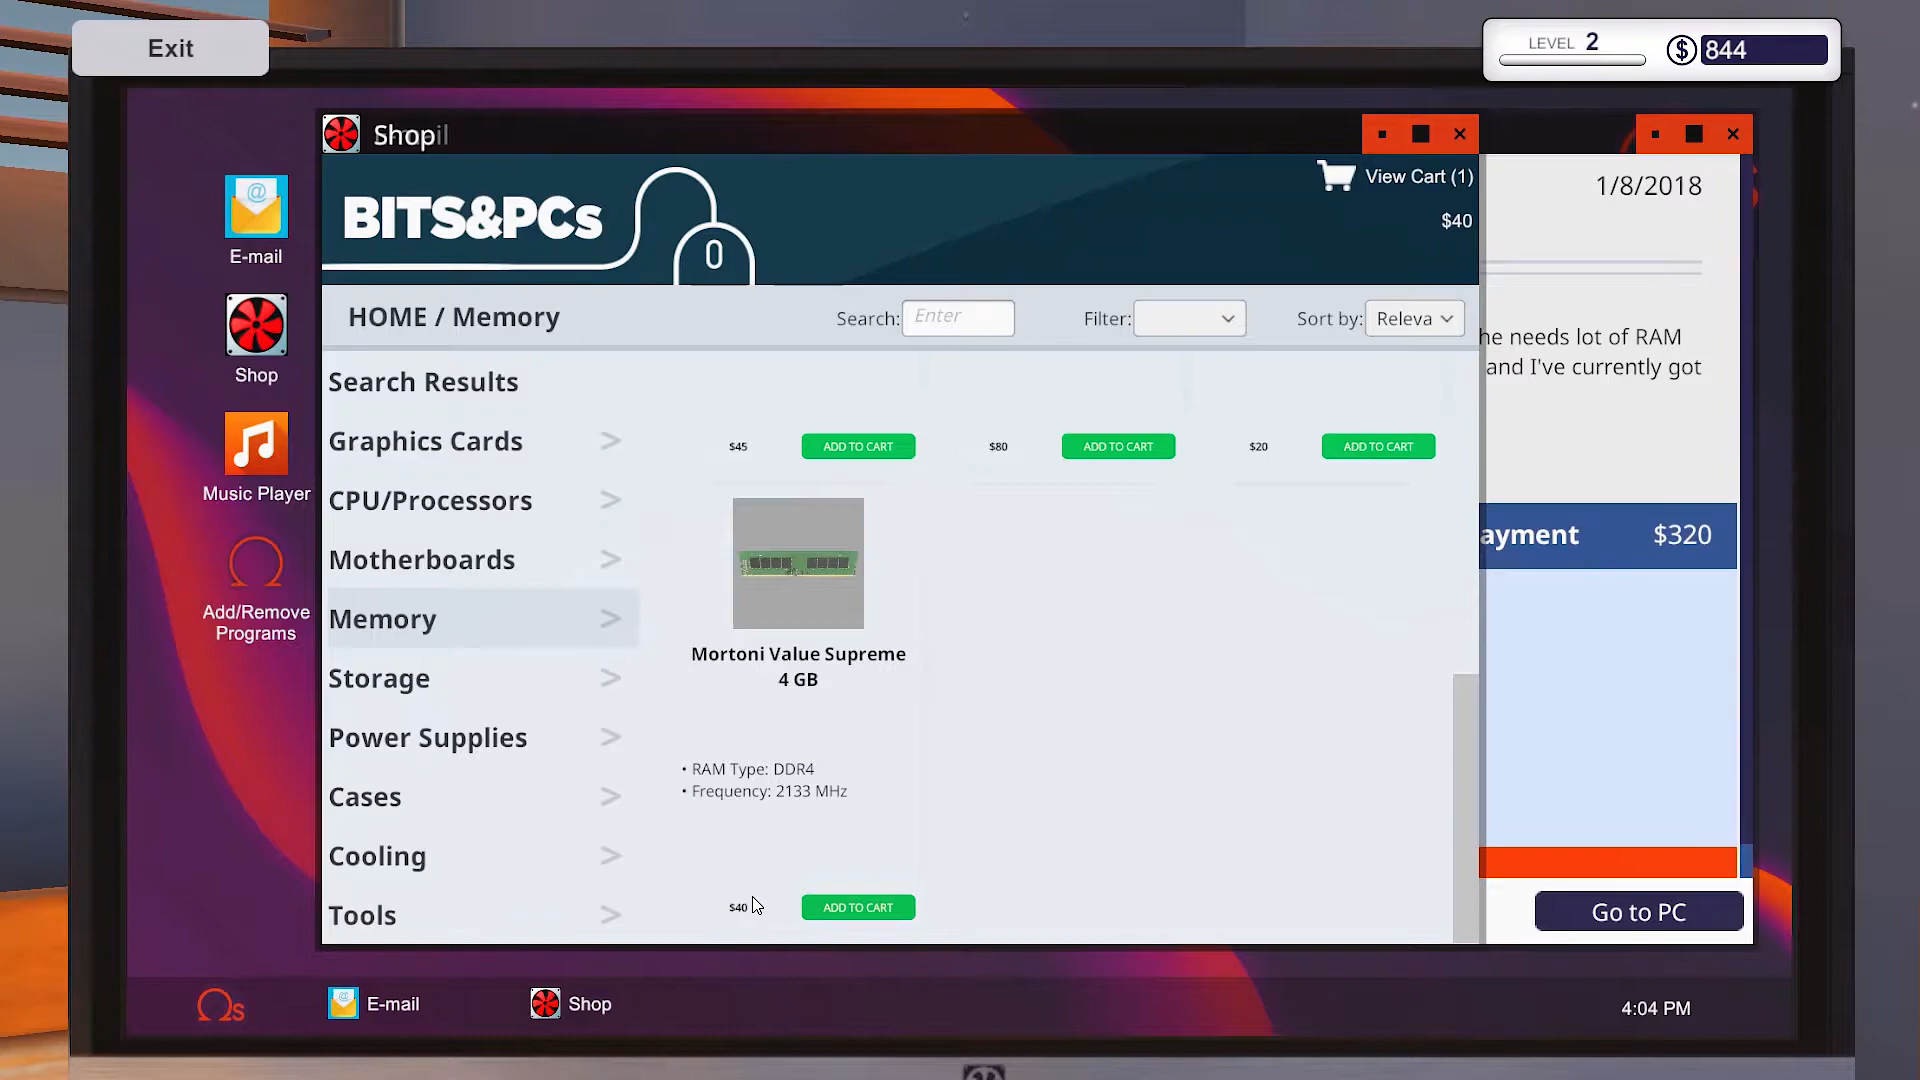 Exit
LEVEL 2
$ 844
Shop
View Cart (1)
$40
BITS&PCs
1/8/2018
HOME / Memory
Search: Enter
Filter:
Sort by: Releva
he needs lot of RAM
and I've currently got
E-mail
Shop
Music Player
Add/Remove
Programs
Search Results
Graphics Cards >
CPU/Processors >
Motherboards >
Memory >
Storage >
Power Supplies >
Cases >
Cooling >
Tools >
$45 ADD TO CART
$80 ADD TO CART
$20 ADD TO CART
Mortoni Value Supreme
4 GB
• RAM Type: DDR4
• Frequency: 2133 MHz
$40 ADD TO CART
ayment $320
Go to PC
Ωs
E-mail
Shop
4:04 PM